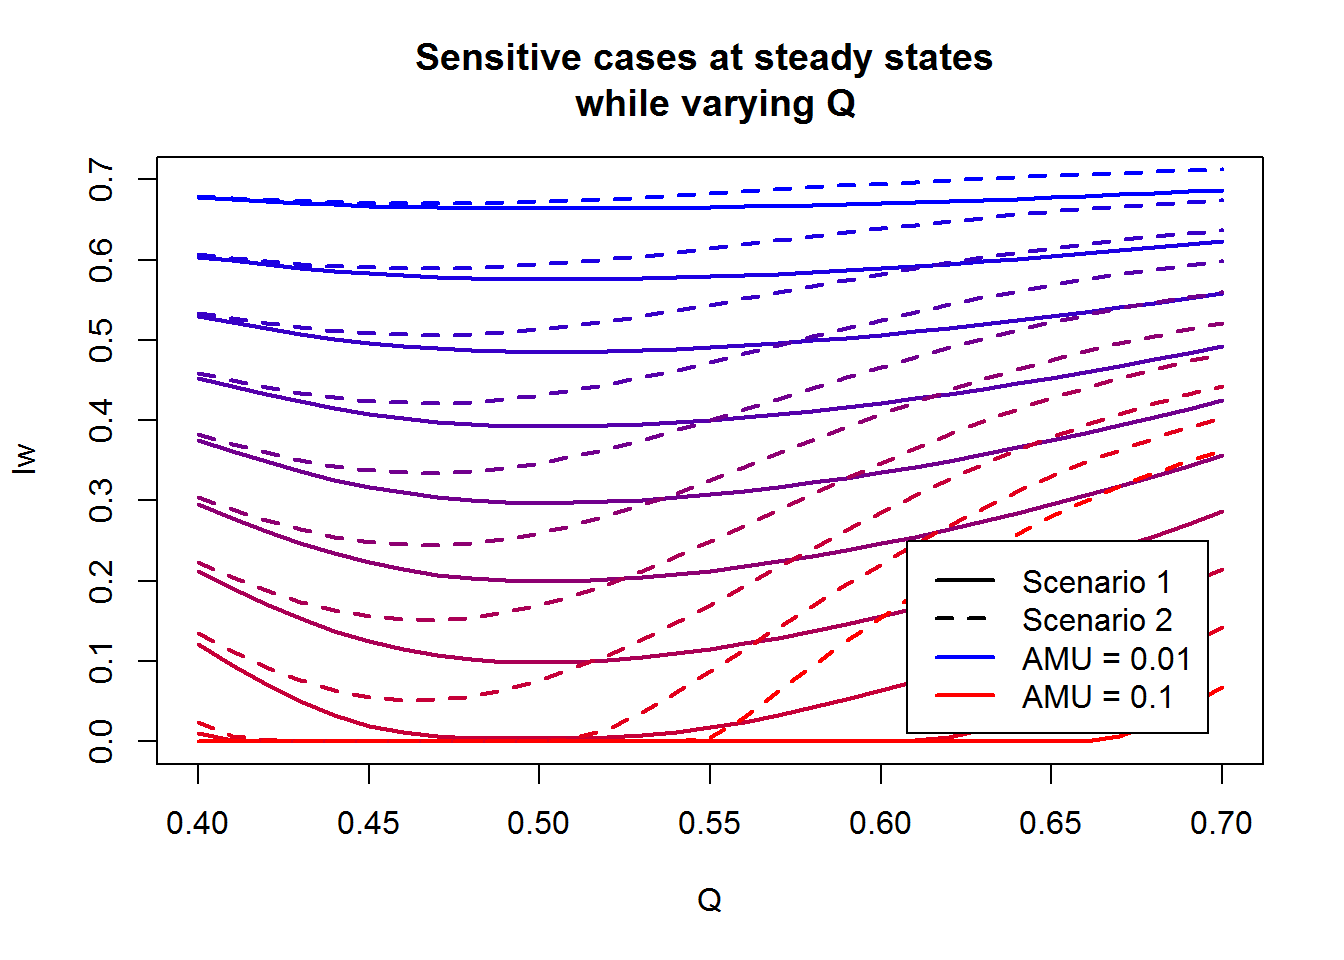 Sensitive cases at steady states
while varying Q
Iw
0.7
0.6
0.5
0.4
0.3
0.2
0.1
0.0
Scenario 1
Scenario 2
AMU = 0.01
AMU = 0.1
0.40 0.45 0.50 0.55 0.60 0.65 0.70
Q